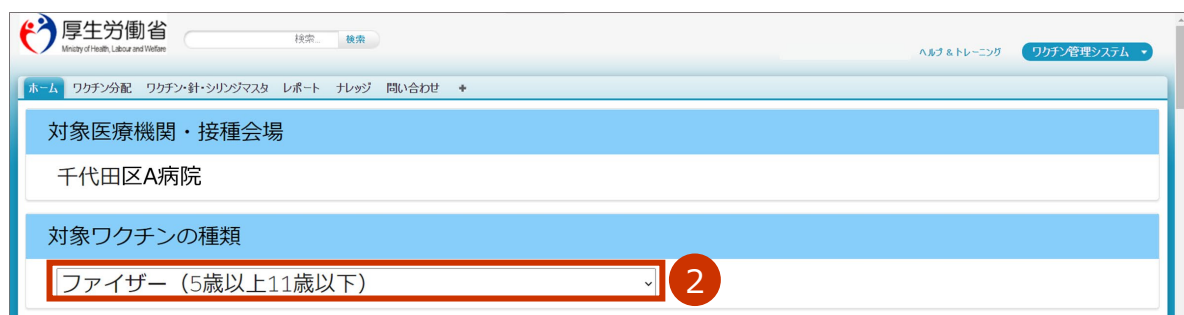 厚生労働省
Ministry of Health, Labour and Welfare
検索...
検索
ヘルプ & トレーニング
ワクチン管理システム
ホーム ワクチン分配 ワクチン・針・シリンジマスタ レポート ナレッジ 問い合わせ +
対象医療機関・接種会場
千代田区A病院
対象ワクチンの種類
ファイザー（5歳以上11歳以下）
2